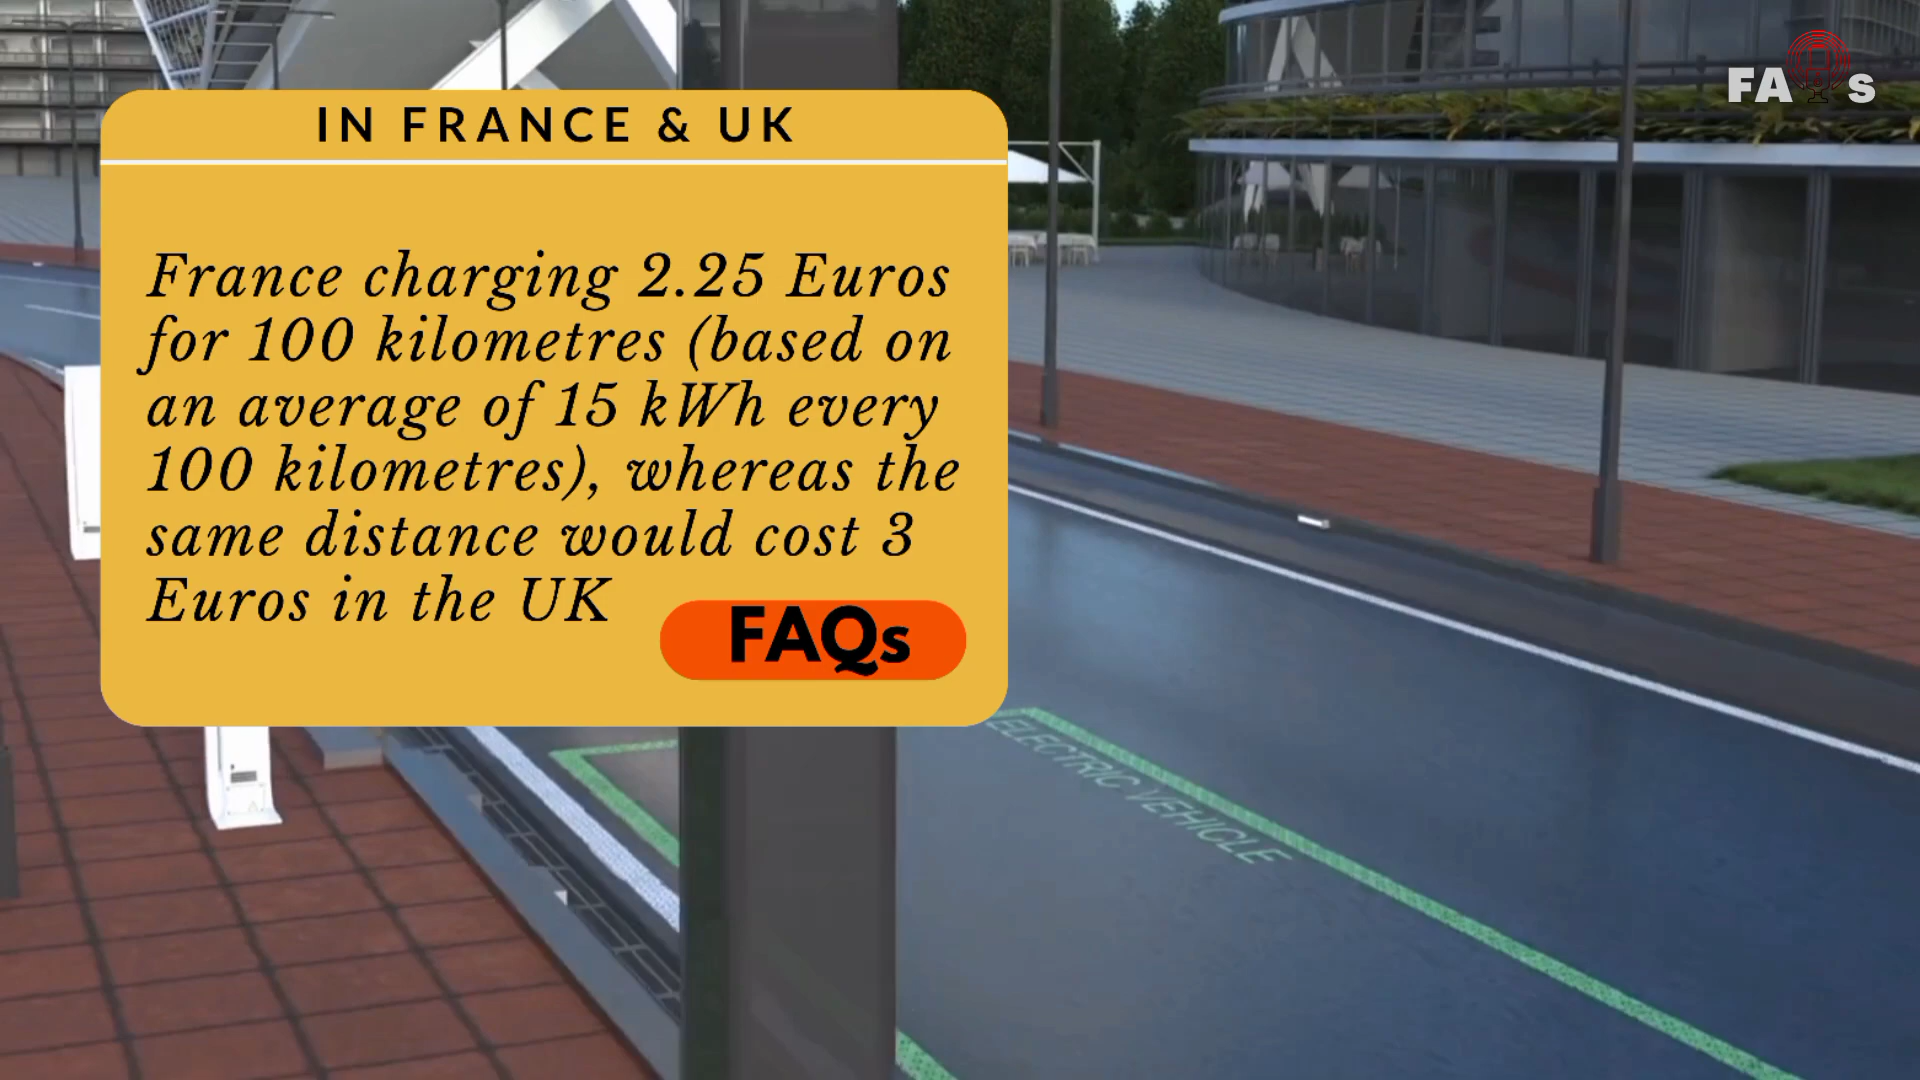 IN FRANCE & UK
France charging 2.25 Euros
for 100 kilometres (based
on an average of 15 kWh every
100 kilometres), whereas the
same distance would cost 3
Euros in the UK
FAQs
FAQs
ELECTRIC VEHICLE